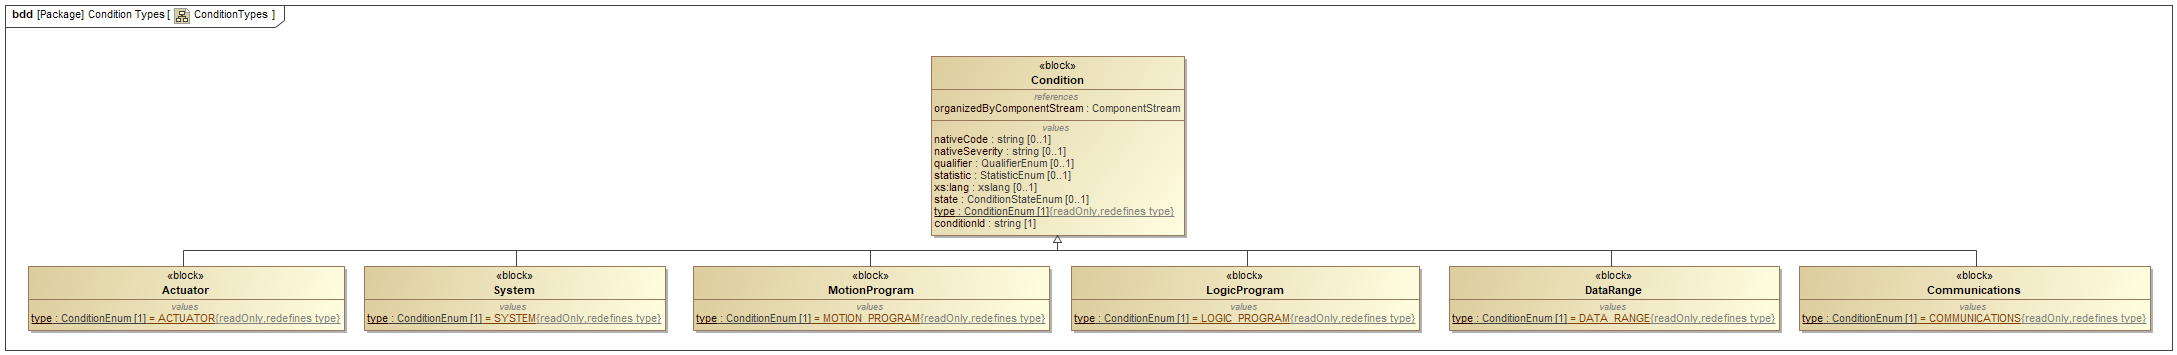 bdd [Package] Condition Types [ ConditionTypes ]
«block»
Condition
references
organizedByComponentStream : ComponentStream
values
nativeCode : string [0..1]
nativeSeverity : string [0..1]
qualifier : QualifierEnum [0..1]
statistic : StatisticEnum [0..1]
xs:lang : xslang [0..1]
state : ConditionStateEnum [0..1]
type : ConditionEnum [1]{readOnly,redefines type}
conditionId : string [1]
«block»
Actuator
values
type : ConditionEnum [1] = ACTUATOR{readOnly,redefines type}
«block»
System
values
type : ConditionEnum [1] = SYSTEM{readOnly,redefines type}
«block»
MotionProgram
values
type : ConditionEnum [1] = MOTION_PROGRAM{readOnly,redefines type}
«block»
LogicProgram
values
type : ConditionEnum [1] = LOGIC_PROGRAM{readOnly,redefines type}
«block»
DataRange
values
type : ConditionEnum [1] = DATA_RANGE{readOnly,redefines type}
«block»
Communications
values
type : ConditionEnum [1] = COMMUNICATIONS{readOnly,redefines type}